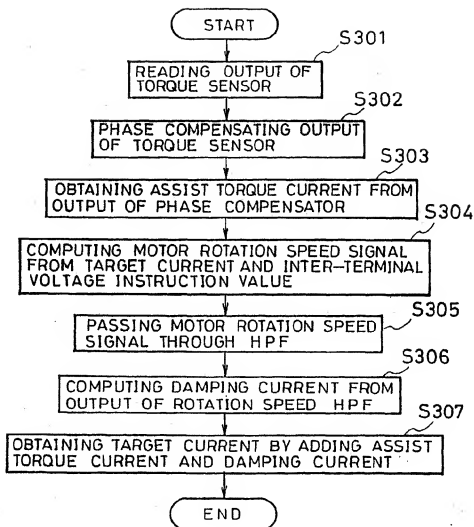 START
S301
READING OUTPUT OF
TORQUE SENSOR
S302
PHASE COMPENSATING OUTPUT
OF TORQUE SENSOR
S303
OBTAINING ASSIST TORQUE CURRENT FROM
OUTPUT OF PHASE COMPENSATOR
S304
COMPUTING MOTOR ROTATION SPEED SIGNAL
FROM TARGET CURRENT AND INTER-TERMINAL
VOLTAGE INSTRUCTION VALUE
S305
PASSING MOTOR ROTATION SPEED
SIGNAL THROUGH HPF
S306
COMPUTING DAMPING CURRENT FROM
OUTPUT OF ROTATION SPEED HPF
S307
OBTAINING TARGET CURRENT BY ADDING ASSIST
TORQUE CURRENT AND DAMPING CURRENT
END